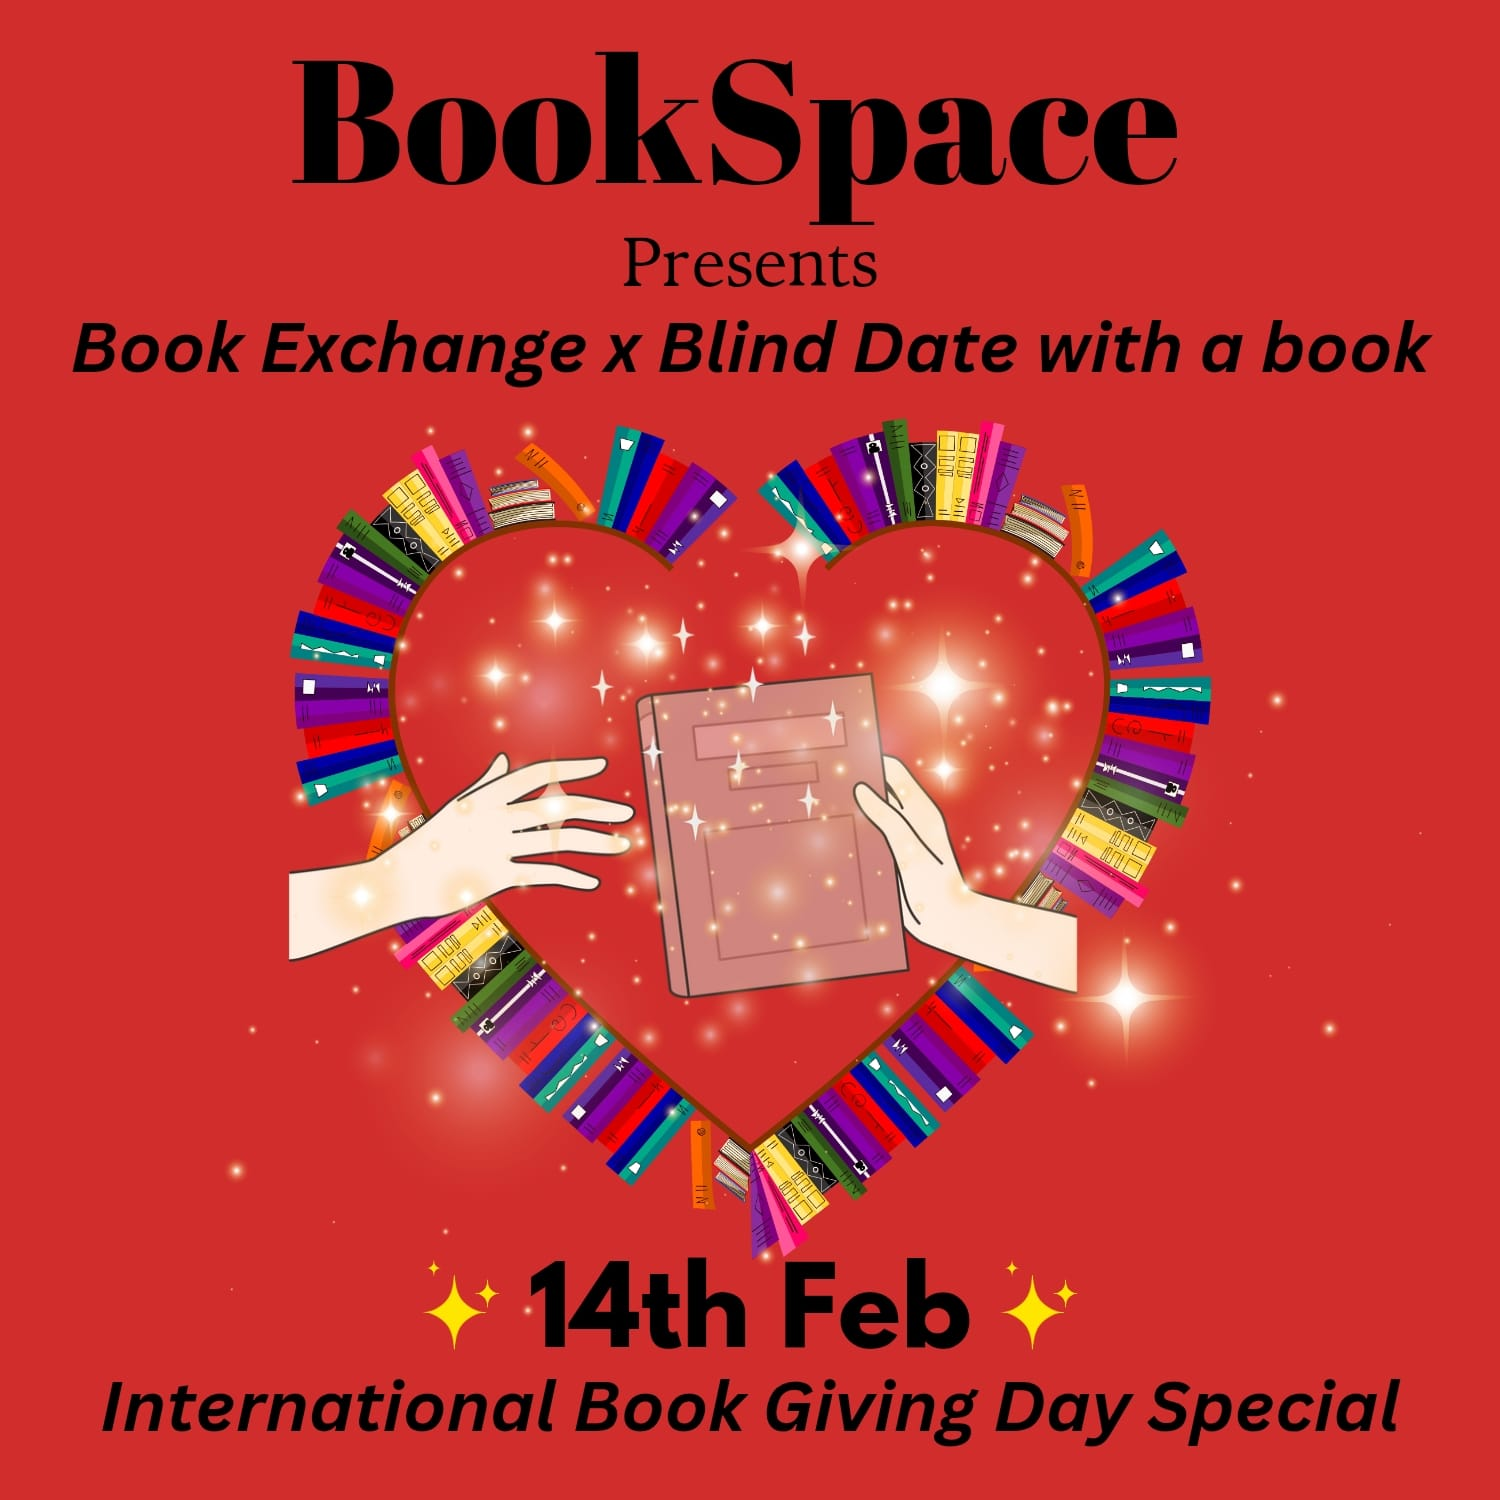 BookSpace
Presents
Book Exchange x Blind Date with a book
14th Feb
International Book Giving Day Special